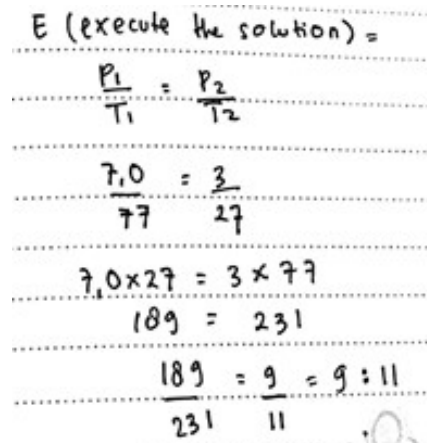 E (execute the solution) =
P1/T1 = P2/T2
7,0/77 = 3/27
7,0×27 = 3×77
189 = 231
189/231 = 9/11 = 9:11